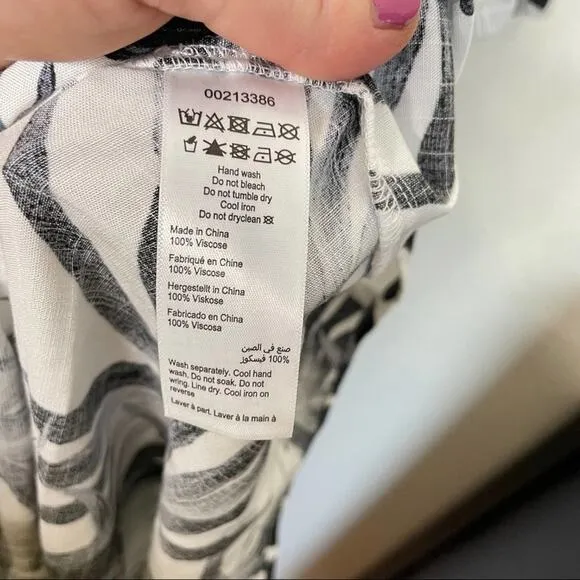 00213386
Hand wash
Do not bleach
Do not tumble dry
Cool iron
Do not dryclean
Made in China
100% Viscose
Fabriqué en Chine
100% Viscose
Hergestellt in China
100% Viskose
Fabricado en China
100% Viscosa
صنع في الصين
100% فيسكوز
Wash separately. Cool hand
wash. Do not soak. Do not
wring. Line dry. Cool iron on
reverse
Laver à part. Laver à la main à